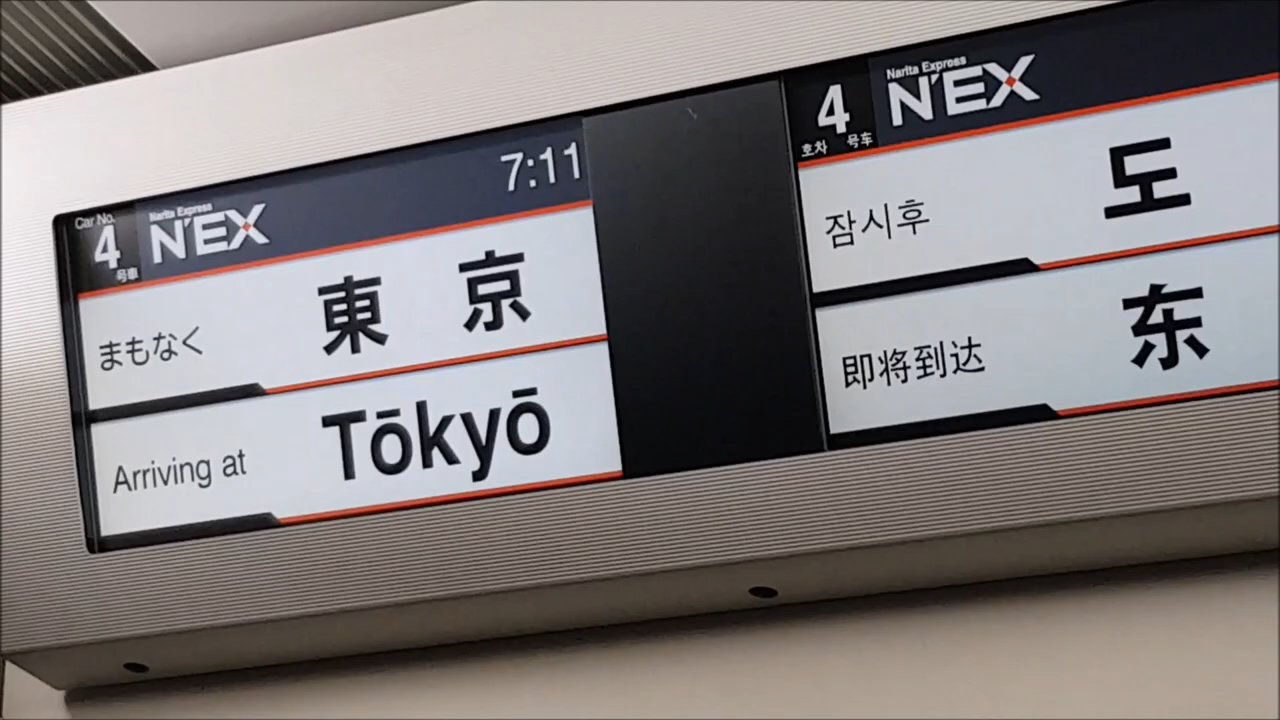 Car No.
4
号車
Narita Express
N'EX
7:11
まもなく
東 京
Arriving at
Tōkyō
4
호차
号车
Narita Express
N'EX
잠시후
도
即将到达
东